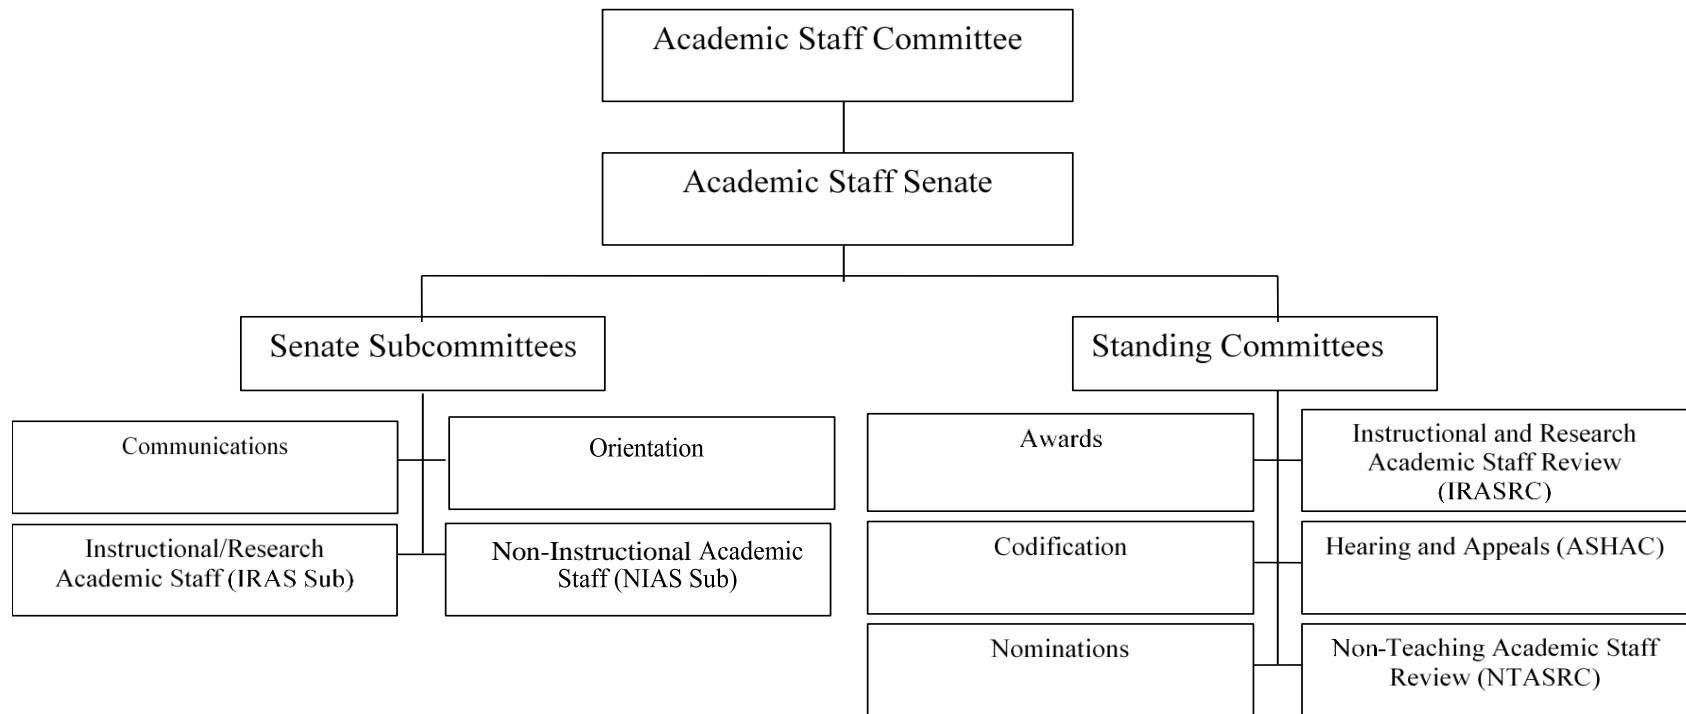 Academic Staff Committee
Academic Staff Senate
Senate Subcommittees
Standing Committees
Communications
Orientation
Instructional/Research
Academic Staff (IRAS Sub)
Non-Instructional Academic
Staff (NIAS Sub)
Awards
Instructional and Research
Academic Staff Review
(IRASRC)
Codification
Hearing and Appeals (ASHAC)
Nominations
Non-Teaching Academic Staff
Review (NTASRC)